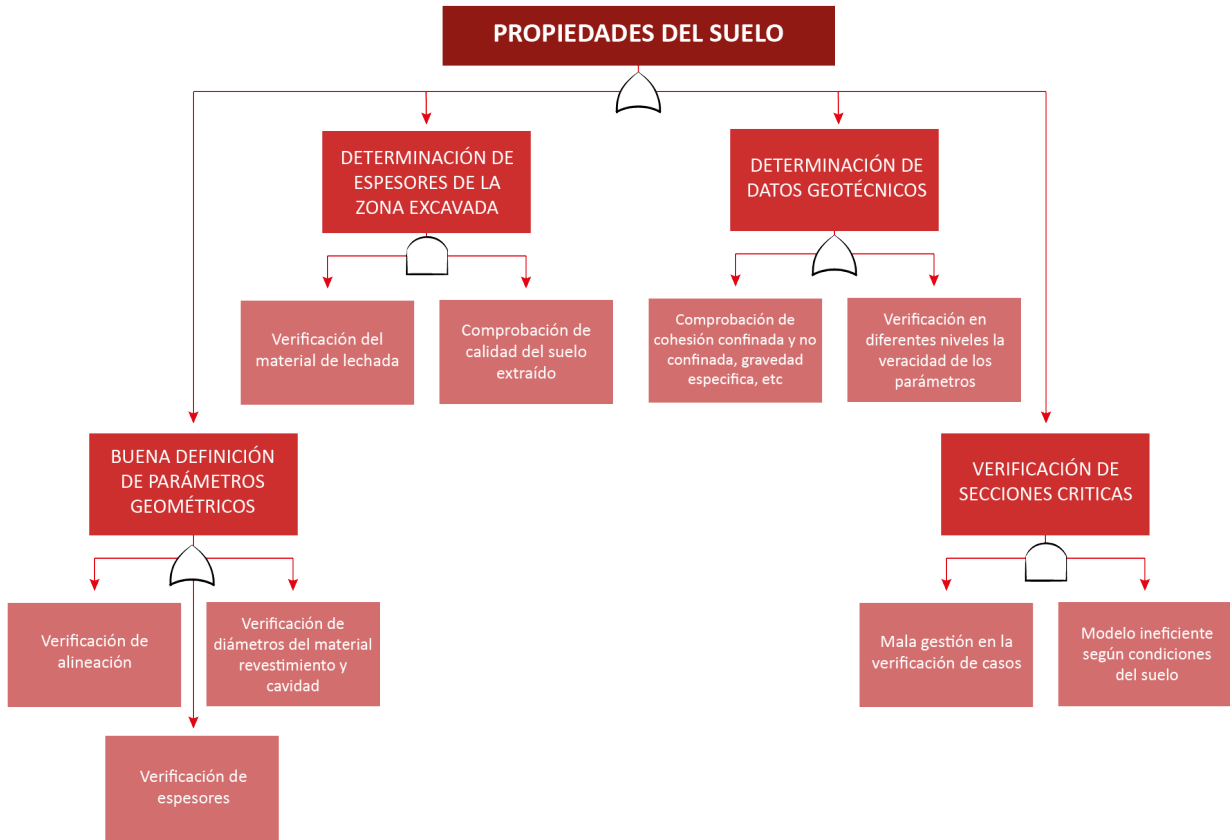 PROPIEDADES DEL SUELO
DETERMINACIÓN DE
ESPESORES DE LA
ZONA EXCAVADA
DETERMINACIÓN DE
DATOS GEOTÉCNICOS
Verificación del
material de lechada
Comprobación de
calidad del suelo
extraído
Comprobación de
cohesión confinada y no
confinada, gravedad
especifica, etc
Verificación en
diferentes niveles la
veracidad de los
parámetros
BUENA DEFINICIÓN
DE PARÁMETROS
GEOMÉTRICOS
VERIFICACIÓN DE
SECCIONES CRITICAS
Verificación de
alineación
Verificación de
diámetros del material
revestimiento y
cavidad
Mala gestión en la
verificación de casos
Modelo ineficiente
según condiciones
del suelo
Verificación de
espesores